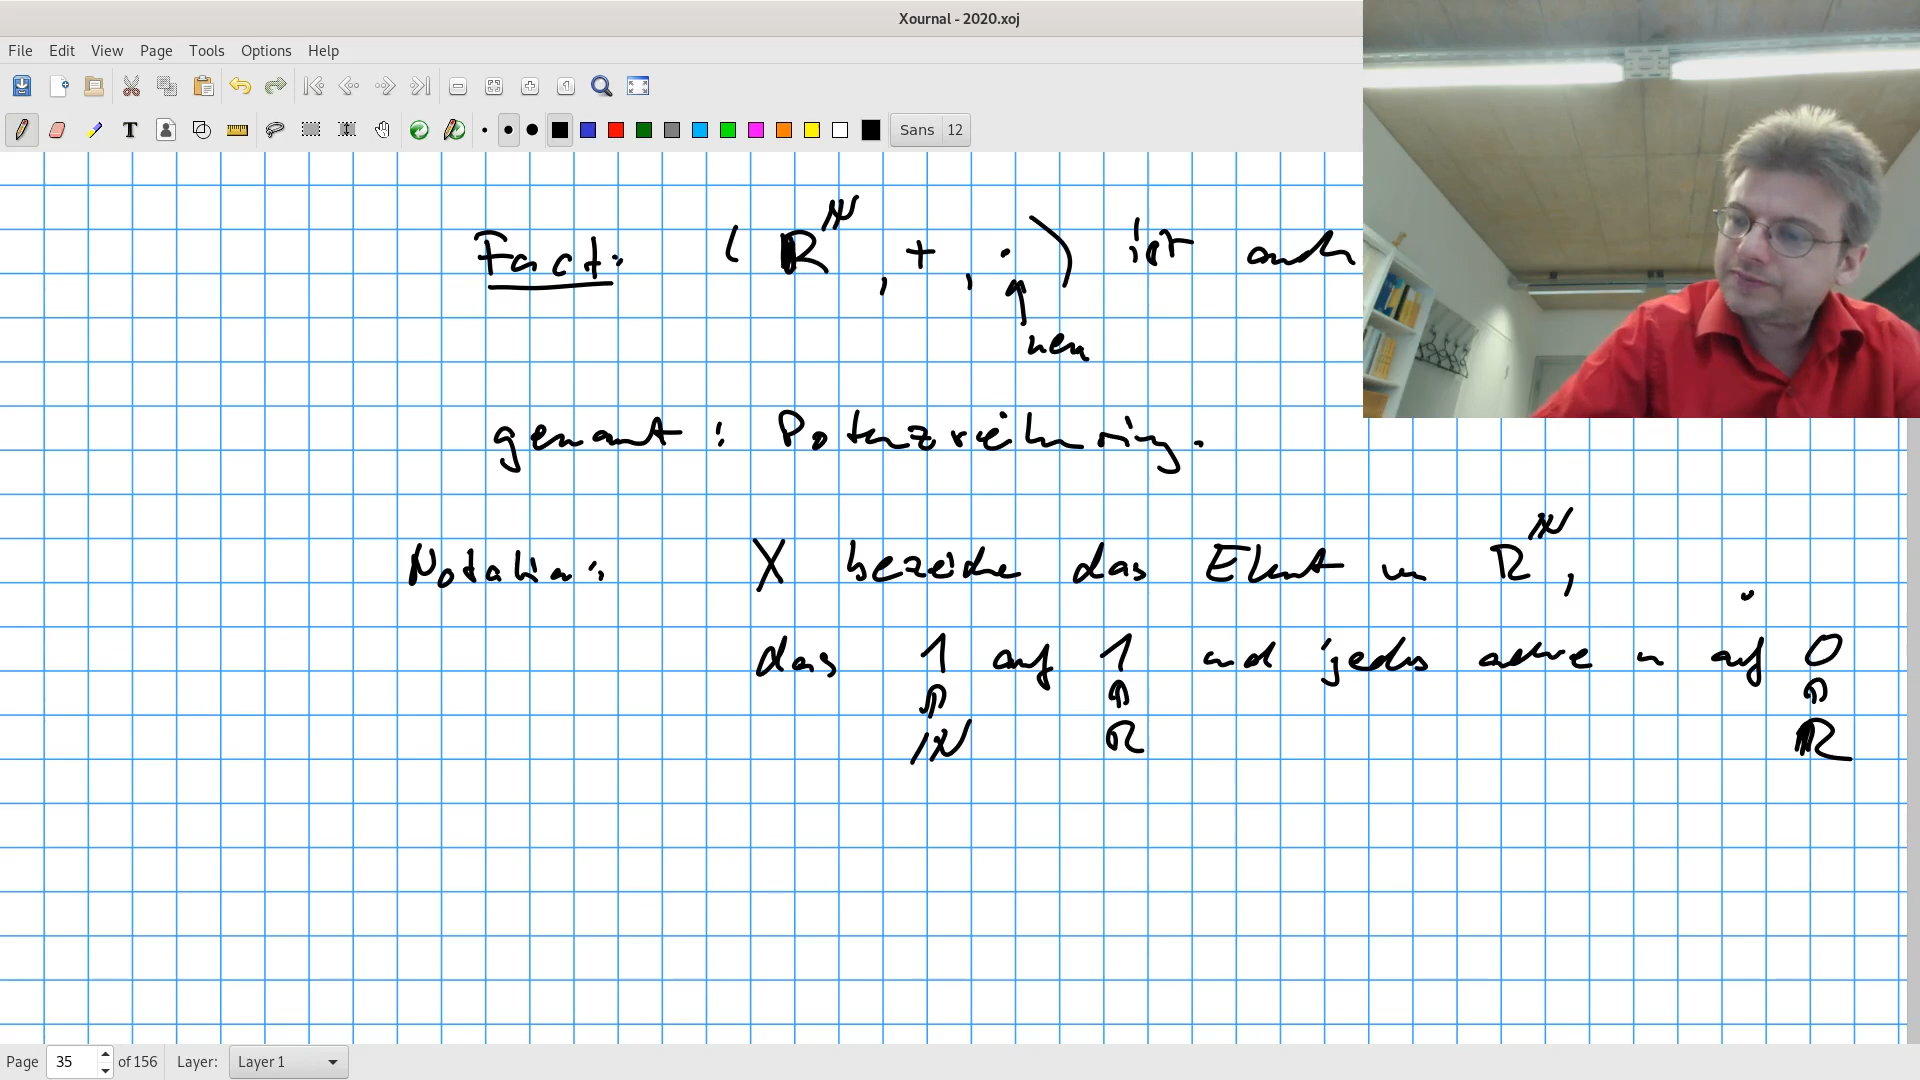 Xournal - 2020.xoj
File Edit View Page Tools Options Help
Sans 12
Fact: (R^N, +, ·) ist auch
neu
genannt: Potenzreihenring.
Notation: X bezeichne das Element in R^N,
das 1 auf 1 und jedes andere n auf 0
N R R
Page 35 of 156 Layer: Layer 1